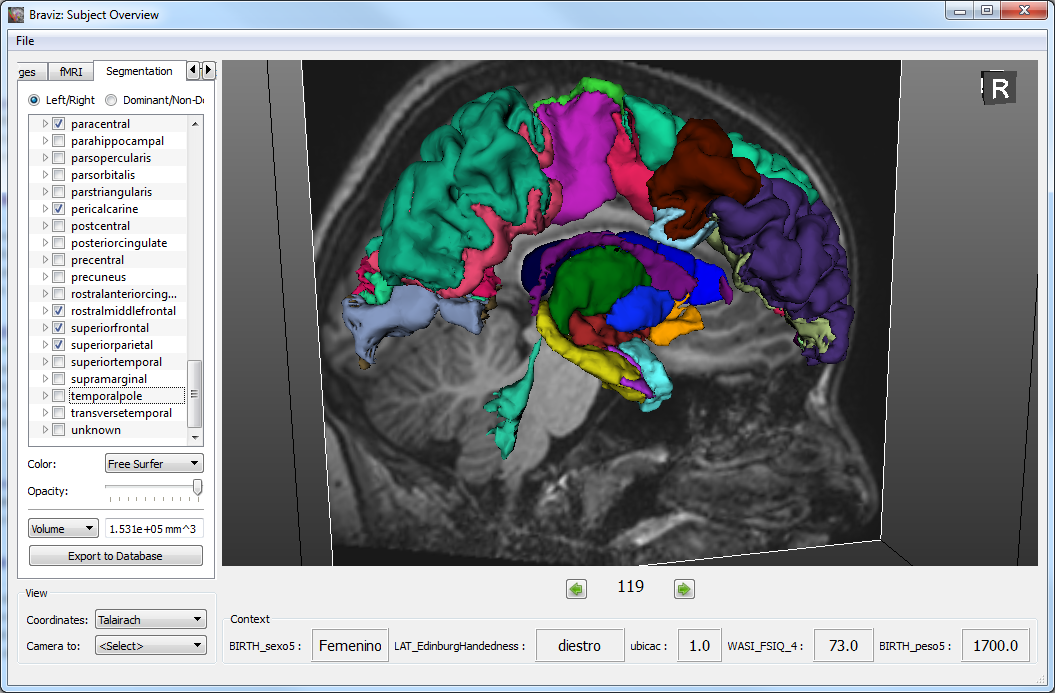 Braviz: Subject Overview
File
ges fMRI Segmentation
Left/Right Dominant/Non-D
paracentral
parahippocampal
parsopercularis
parsorbitalis
parstriangularis
pericalcarine
postcentral
posteriorcingulate
precentral
precuneus
rostralanteriorcing...
rostralmiddlefrontal
superiorfrontal
superiorparietal
superiortemporal
supramarginal
temporalpole
transversetemporal
unknown
Color: Free Surfer
Opacity:
Volume 1.531e+05 mm^3
Export to Database
R
119
View
Coordinates: Talairach
Camera to: <Select>
Context
BIRTH_sexo5 : Femenino LAT_EdinburgHandedness : diestro ubicac : 1.0 WASI_FSIQ_4 : 73.0 BIRTH_peso5 : 1700.0